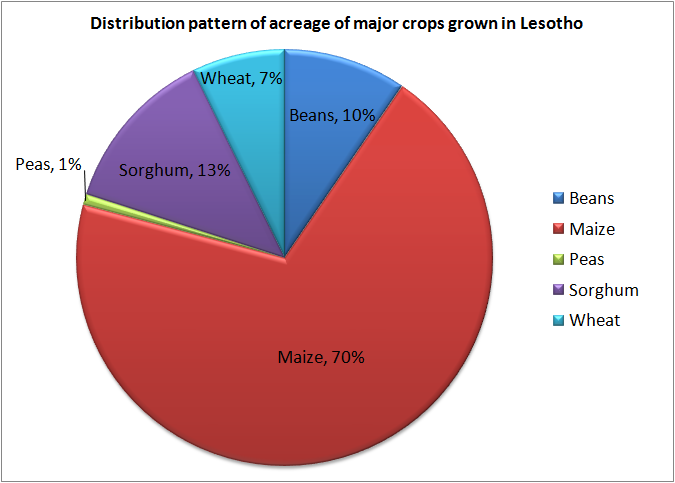 Distribution pattern of acreage of major crops grown in Lesotho
Wheat, 7%
Beans, 10%
Peas, 1%
Sorghum, 13%
Maize, 70%
Beans
Maize
Peas
Sorghum
Wheat